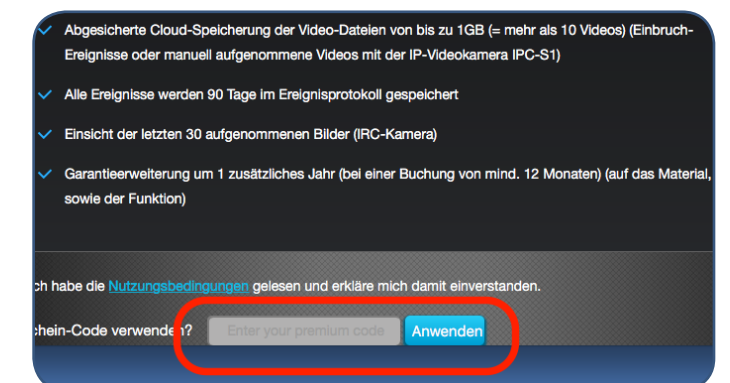 Abgesicherte Cloud-Speicherung der Video-Dateien von bis zu 1GB (= mehr als 10 Videos) (Einbruch-
Ereignisse oder manuell aufgenommene Videos mit der IP-Videokamera IPC-S1)
Alle Ereignisse werden 90 Tage im Ereignisprotokoll gespeichert
Einsicht der letzten 30 aufgenommenen Bilder (IRC-Kamera)
Garantieerweiterung um 1 zusätzliches Jahr (bei einer Buchung von mind. 12 Monaten) (auf das Material,
sowie der Funktion)
ch habe die Nutzungsbedingungen gelesen und erkläre mich damit einverstanden.
chein-Code verwenden? Enter your premium code Anwenden